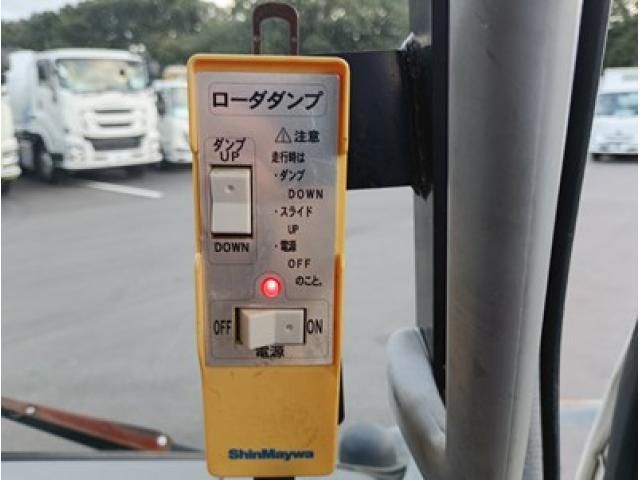 ローダダンプ
⚠注意
ダンプ
UP
DOWN
走行時は
・ダンプ
DOWN
・スライド
UP
・電源
OFF
のこと。
OFF ON
電源
ShinMaywa